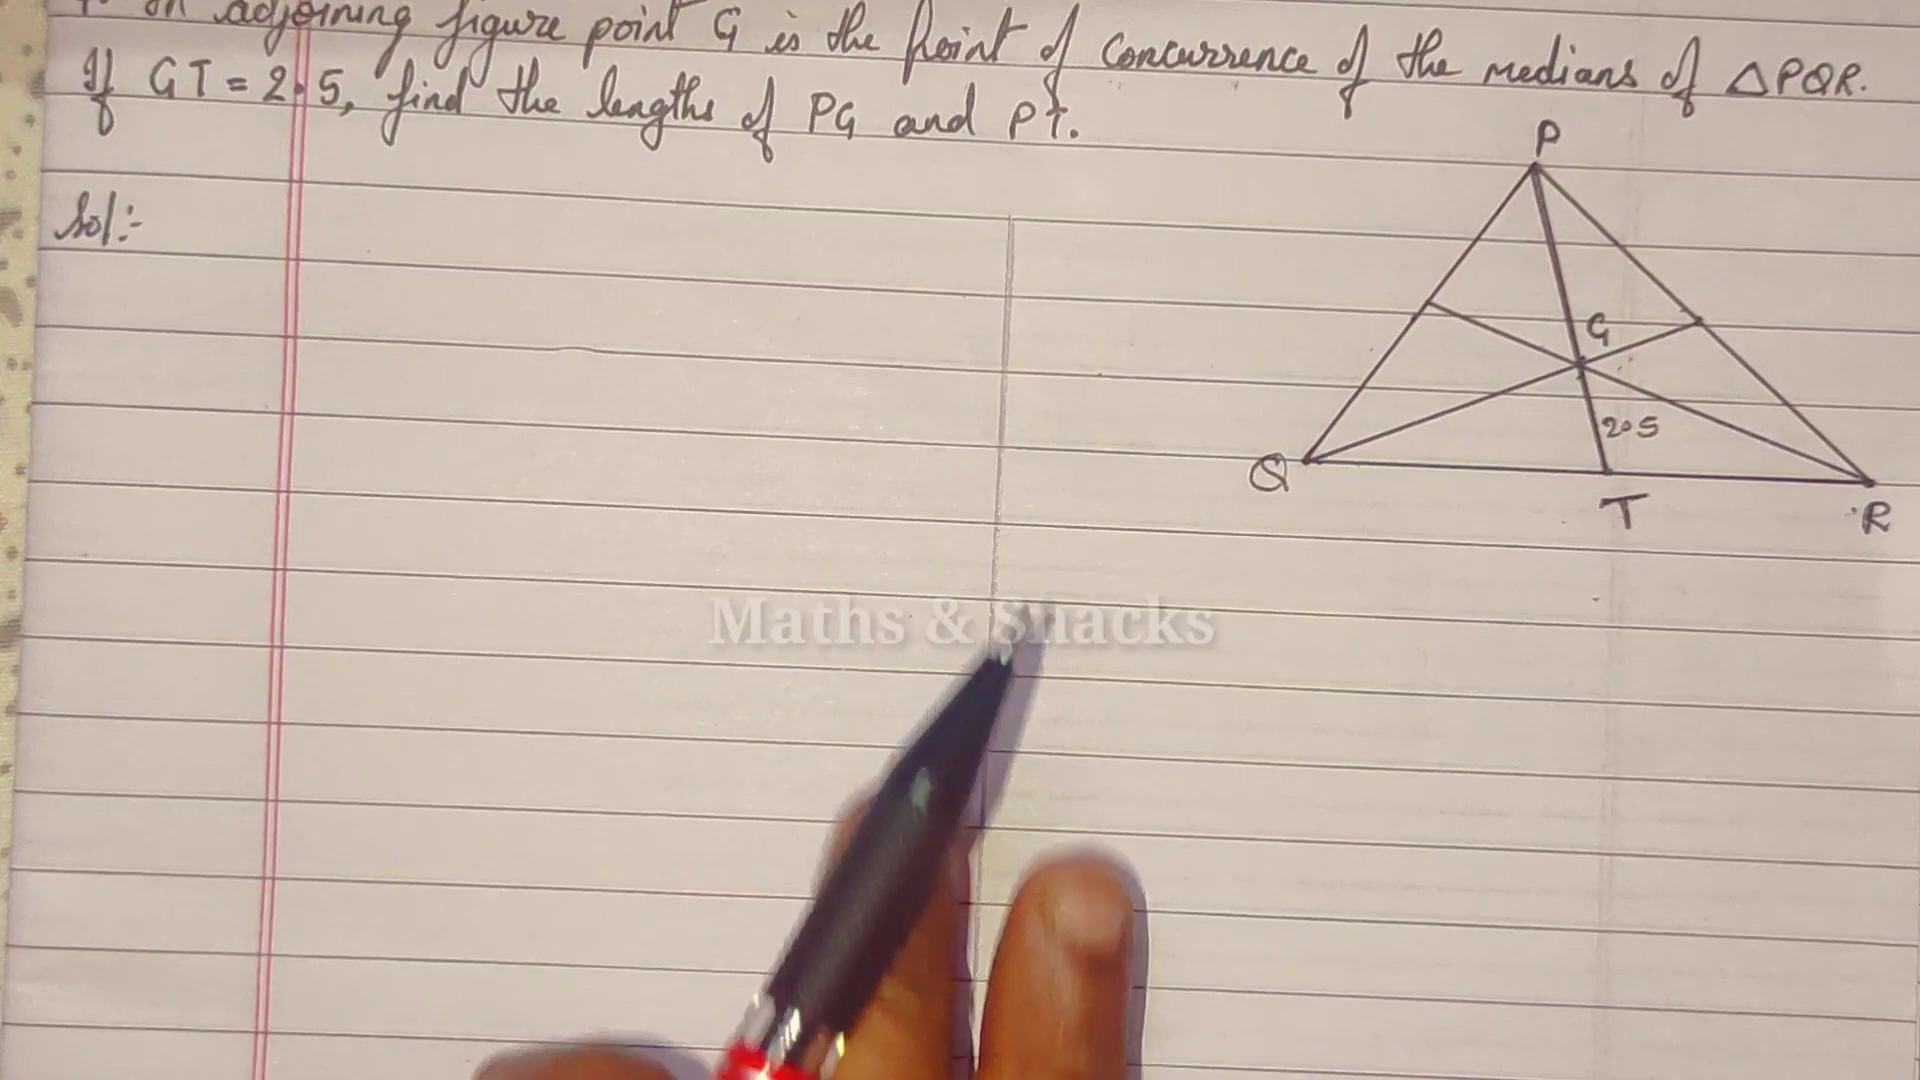 adjoining figure point G is the point of concurrence of the medians of △PQR.
If GT = 2.5, find the lengths of PG and PT.
Sol:-
P
G
2.5
Q
T
R
Maths & Snacks